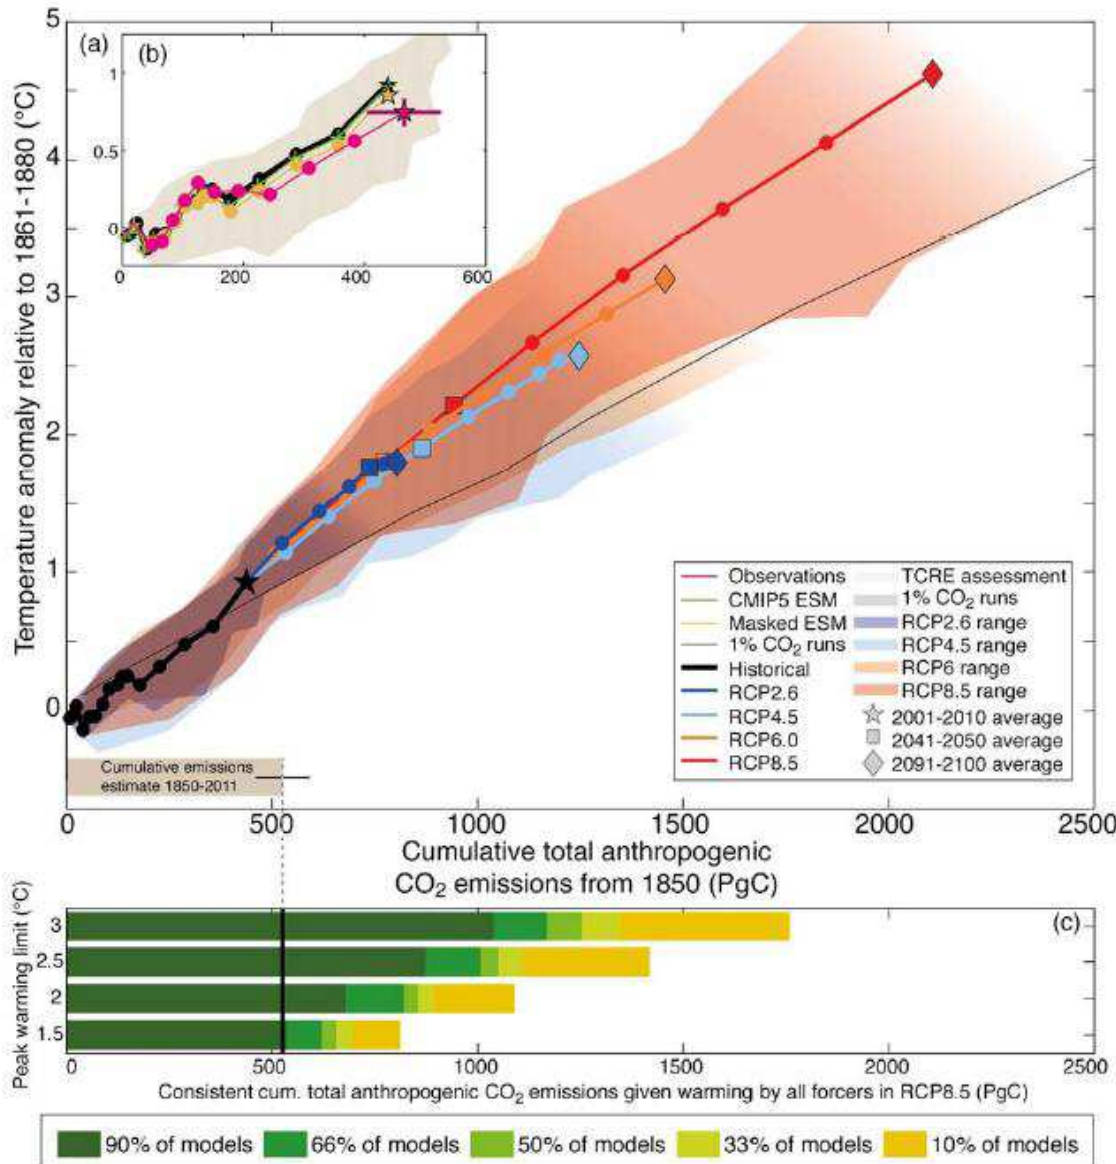 Temperature anomaly relative to 1861-1880 (°C)
5
4
3
2
1
0
(a)
(b)
1
0.5
0
0
200
400
600
Observations
CMIP5 ESM
Masked ESM
1% CO₂ runs
Historical
RCP2.6
RCP4.5
RCP6.0
RCP8.5
TCRE assessment
1% CO₂ runs
RCP2.6 range
RCP4.5 range
RCP6 range
RCP8.5 range
2001-2010 average
2041-2050 average
2091-2100 average
Cumulative emissions
estimate 1850-2011
0
500
1000
1500
2000
2500
Cumulative total anthropogenic
CO₂ emissions from 1850 (PgC)
Peak warming limit (°C)
3
2.5
2
1.5
(c)
0
500
1000
1500
2000
2500
Consistent cum. total anthropogenic CO₂ emissions given warming by all forcers in RCP8.5 (PgC)
90% of models
66% of models
50% of models
33% of models
10% of models